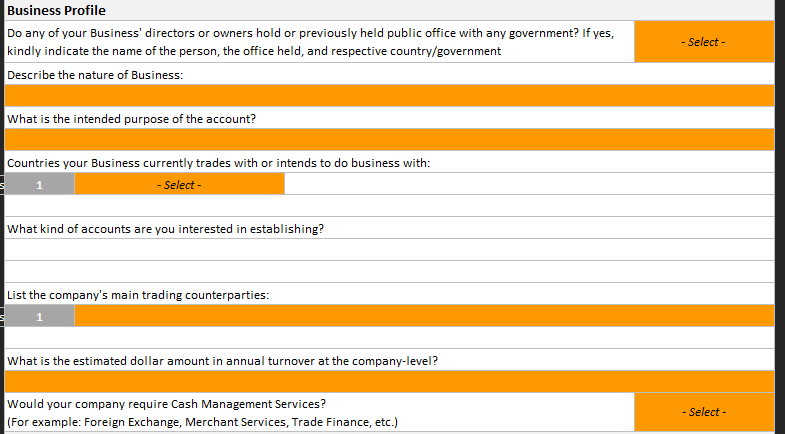 Business Profile
Do any of your Business' directors or owners hold or previously held public office with any government? If yes,
kindly indicate the name of the person, the office held, and respective country/government
- Select -
Describe the nature of Business:
What is the intended purpose of the account?
Countries your Business currently trades with or intends to do business with:
s 1 - Select -
What kind of accounts are you interested in establishing?
List the company's main trading counterparties:
s 1
What is the estimated dollar amount in annual turnover at the company-level?
Would your company require Cash Management Services?
(For example: Foreign Exchange, Merchant Services, Trade Finance, etc.)
- Select -